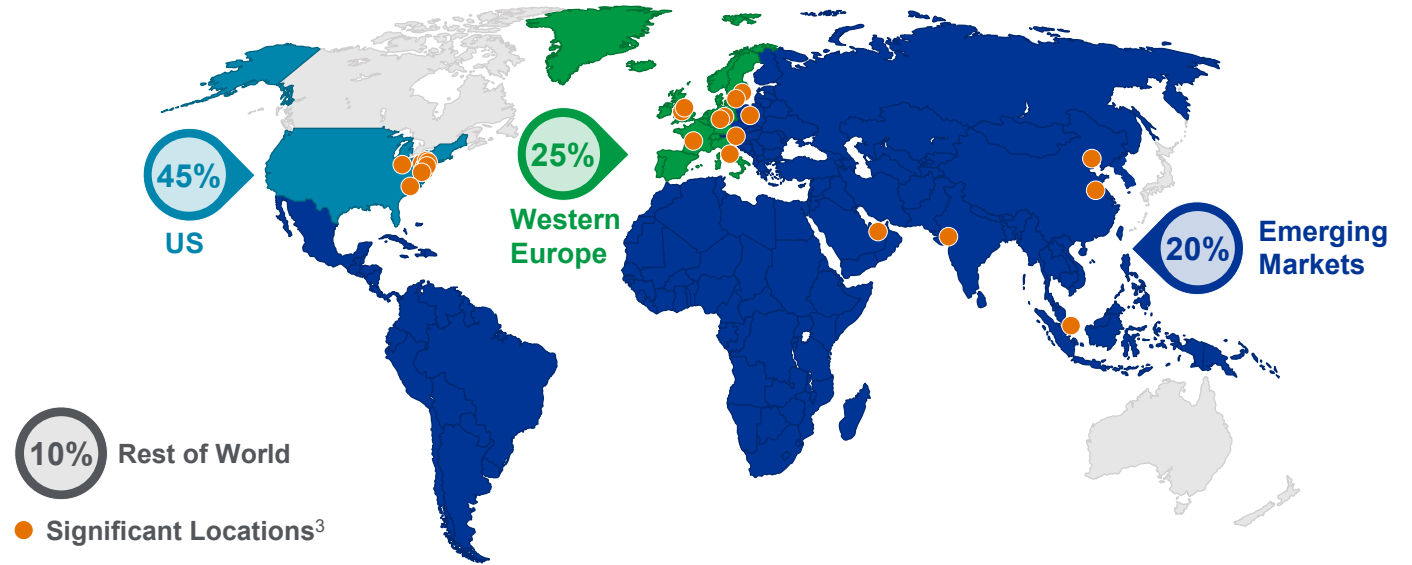 45%
US
25%
Western
Europe
20%
Emerging
Markets
10%
Rest of World
Significant Locations³